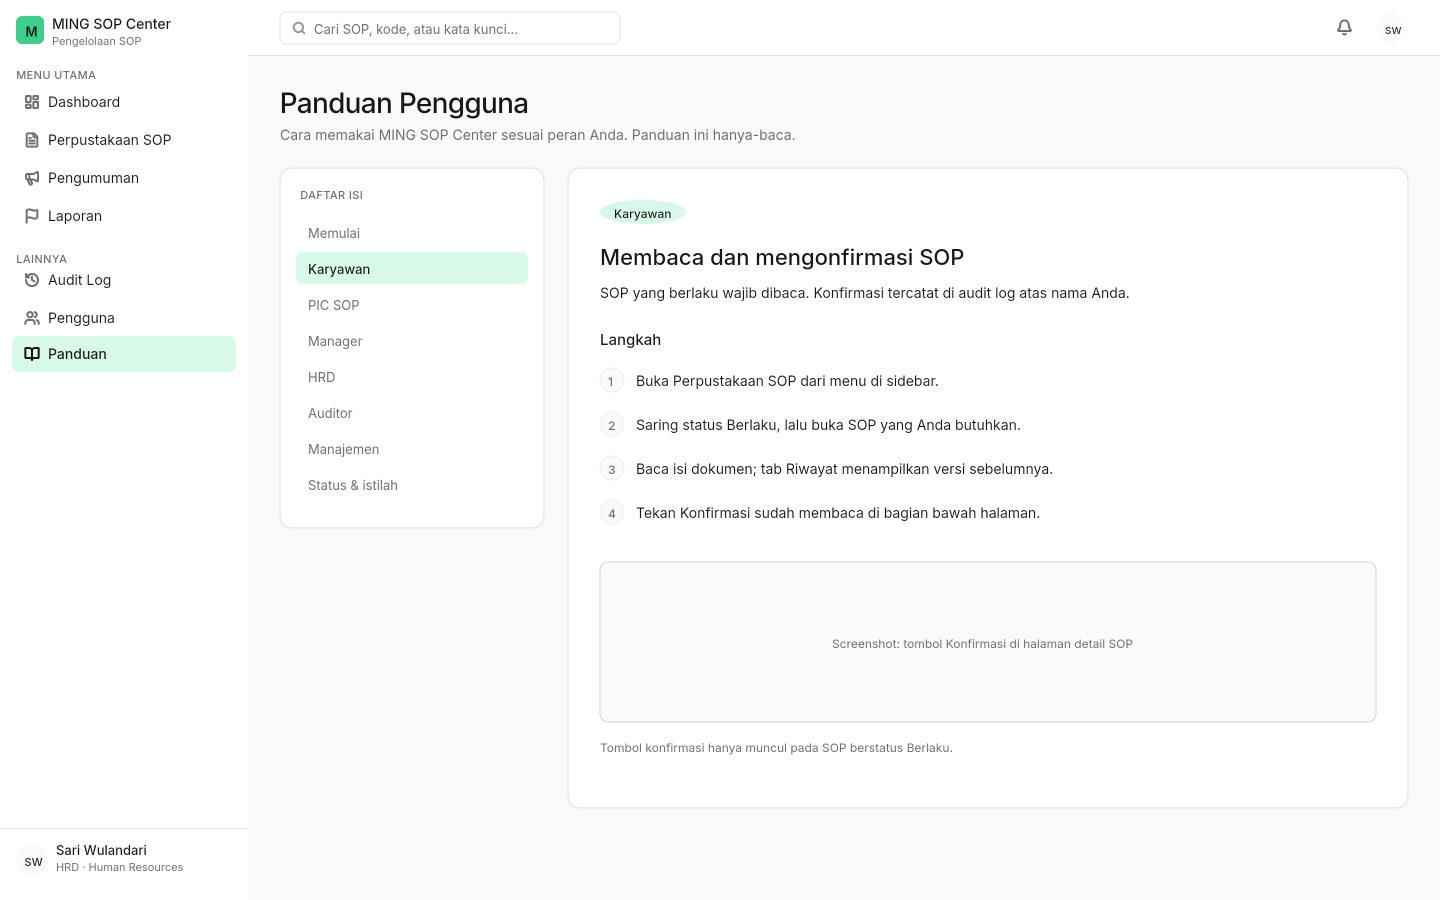 M
MING SOP Center
Pengelolaan SOP
MENU UTAMA
Dashboard
Perpustakaan SOP
Pengumuman
Laporan
LAINNYA
Audit Log
Pengguna
Panduan
SW
Sari Wulandari
HRD · Human Resources
Cari SOP, kode, atau kata kunci...
SW
Panduan Pengguna
Cara memakai MING SOP Center sesuai peran Anda. Panduan ini hanya-baca.
DAFTAR ISI
Memulai
Karyawan
PIC SOP
Manager
HRD
Auditor
Manajemen
Status & istilah
Karyawan
Membaca dan mengonfirmasi SOP
SOP yang berlaku wajib dibaca. Konfirmasi tercatat di audit log atas nama Anda.
Langkah
1 Buka Perpustakaan SOP dari menu di sidebar.
2 Saring status Berlaku, lalu buka SOP yang Anda butuhkan.
3 Baca isi dokumen; tab Riwayat menampilkan versi sebelumnya.
4 Tekan Konfirmasi sudah membaca di bagian bawah halaman.
Screenshot: tombol Konfirmasi di halaman detail SOP
Tombol konfirmasi hanya muncul pada SOP berstatus Berlaku.